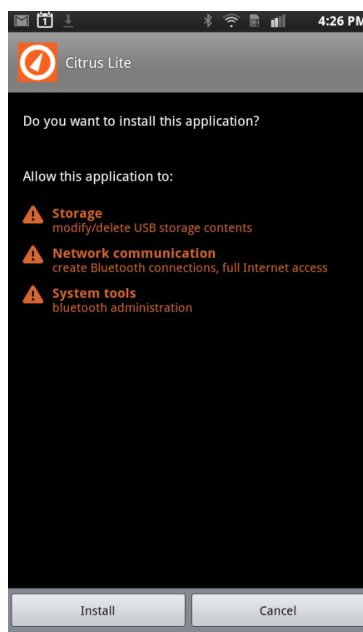 4:26 PM
Citrus Lite
Do you want to install this application?
Allow this application to:
Storage
modify/delete USB storage contents
Network communication
create Bluetooth connections, full Internet access
System tools
bluetooth administration
Install
Cancel